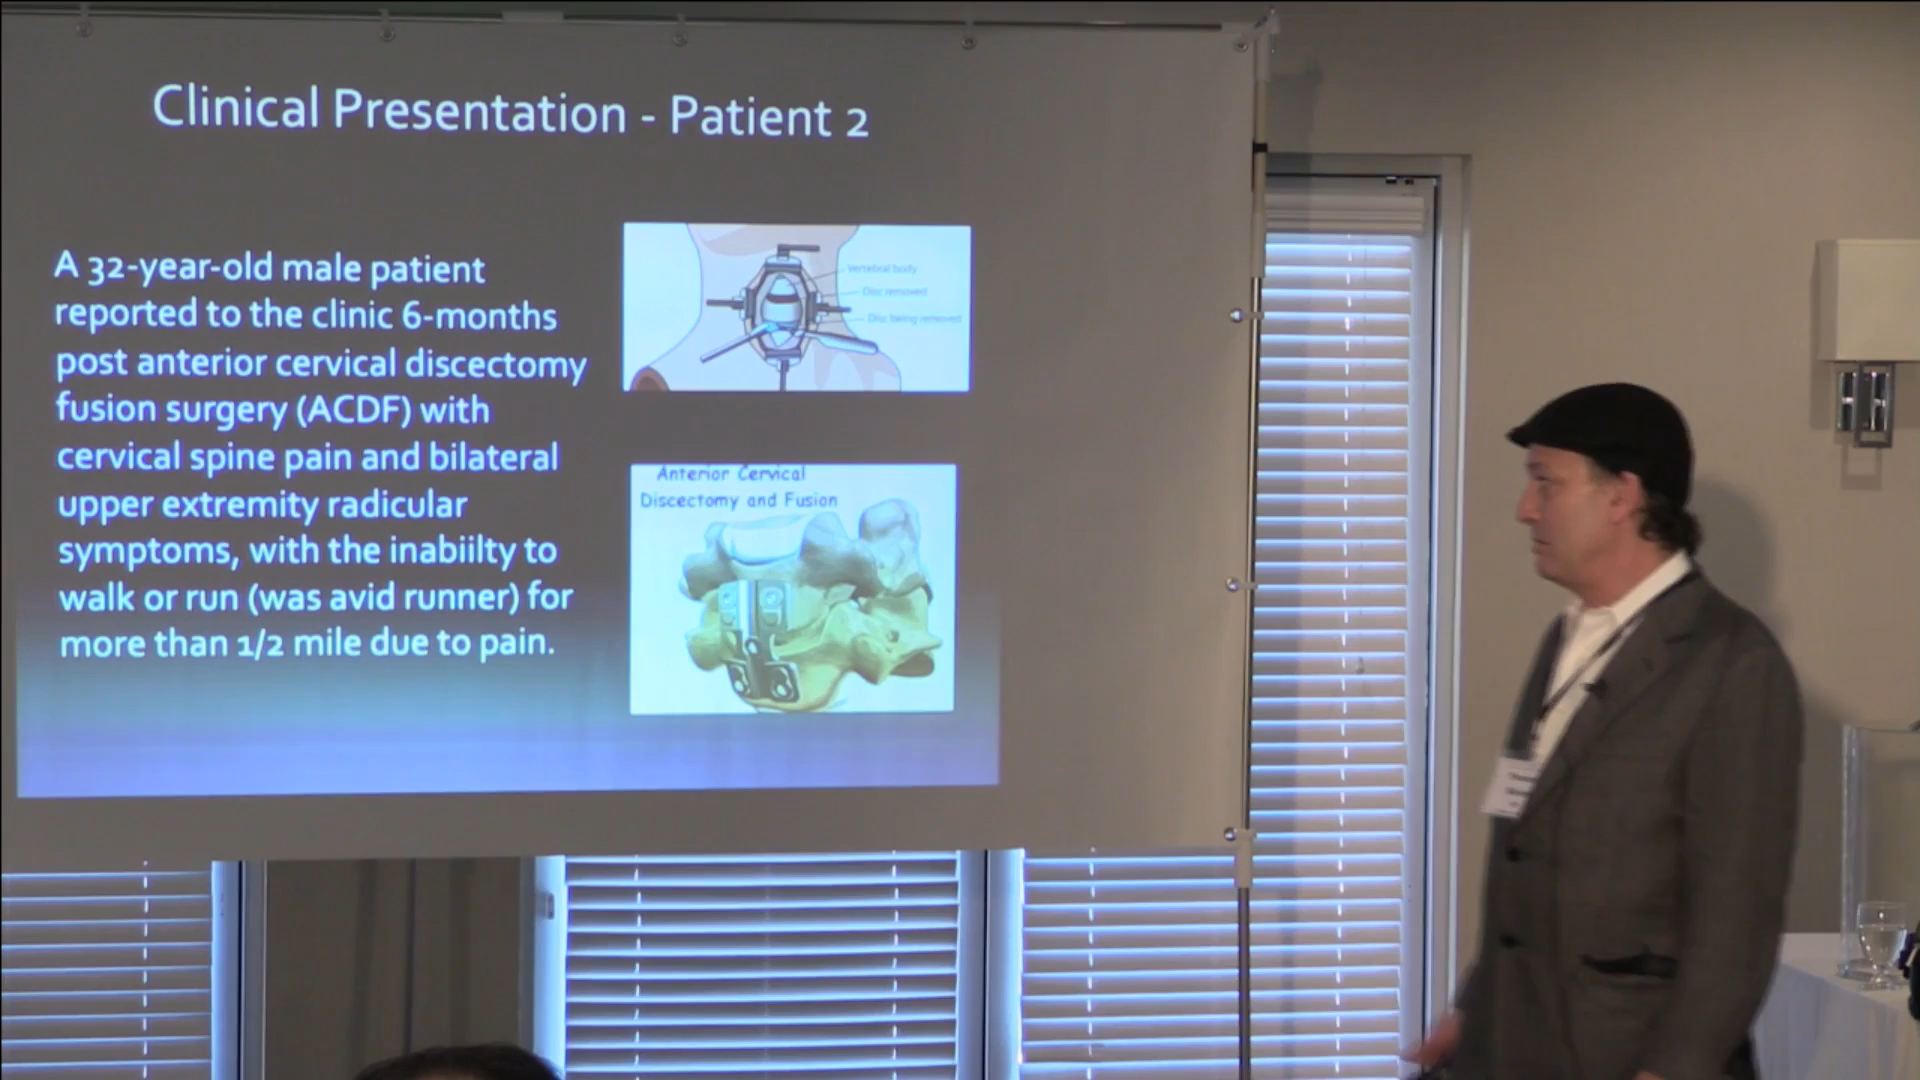 Clinical Presentation - Patient 2
A 32-year-old male patient
reported to the clinic 6-months
post anterior cervical discectomy
fusion surgery (ACDF) with
cervical spine pain and bilateral
upper extremity radicular
symptoms, with the inabiilty to
walk or run (was avid runner) for
more than 1/2 mile due to pain.
Vertebral body
Disc removed
Disc being removed
Anterior Cervical
Discectomy and Fusion